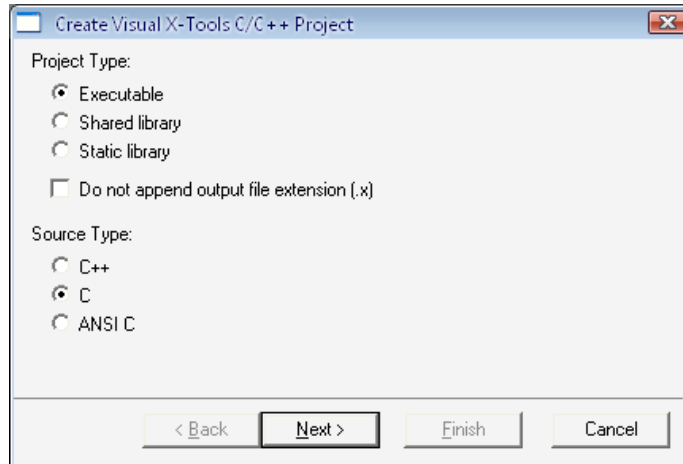 Create Visual X-Tools C/C++ Project
Project Type:
Executable
Shared library
Static library
Do not append output file extension (.x)
Source Type:
C++
C
ANSI C
< Back Next > Finish Cancel